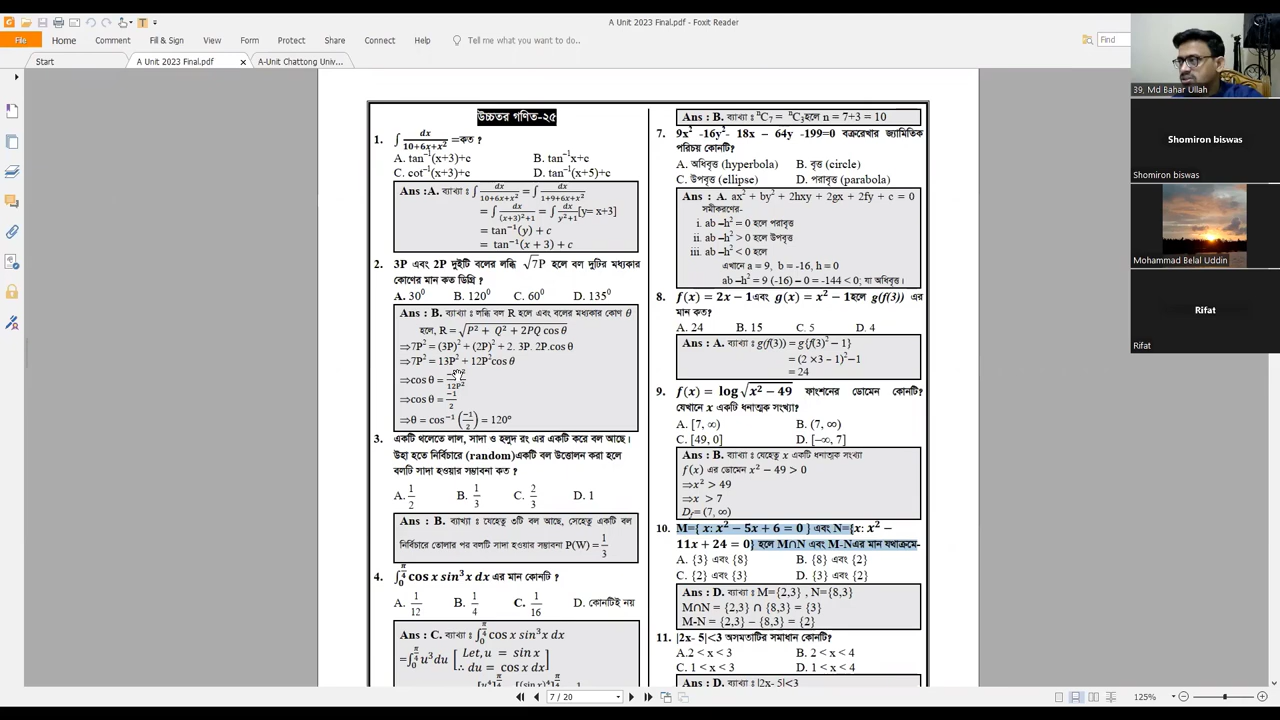 A Unit 2023 Final.pdf - Foxit Reader
File Home Comment Fill & Sign View Form Protect Share Connect Help Tell me what you want to do... Find
Start A Unit 2023 Final.pdf A-Unit Chattong Univ...
উচ্চতর গণিত-২৫
1. ∫ dx/(10+6x+x²) =কত ?
A. tan⁻¹(x+3)+c B. tan⁻¹x+c
C. cot⁻¹(x+3)+c D. tan⁻¹(x+5)+c
Ans :A. ব্যাখ্যা ঃ ∫ dx/(10+6x+x²) = ∫ dx/(1+9+6x+x²)
= ∫ dx/((x+3)²+1) = ∫ dx/(y²+1) [y= x+3]
= tan⁻¹(y) + c
= tan⁻¹(x + 3) + c
2. 3P এবং 2P দুইটি বলের লব্ধি √7P হলে বল দুটির মধ্যকার
কোণের মান কত ডিগ্রি ?
A. 30⁰ B. 120⁰ C. 60⁰ D. 135⁰
Ans : B. ব্যাখ্যা ঃ লব্ধি বল R হলে এবং বলের মধ্যকার কোণ θ
হলে, R = √(P² + Q² + 2PQ cos θ)
⇒7P² = (3P)² + (2P)² + 2. 3P. 2P.cos θ
⇒7P² = 13P² + 12P²cos θ
⇒cos θ = /12P²
⇒cos θ = −1/2
⇒θ = cos⁻¹ (−1/2) = 120°
3. একটি থলেতে লাল, সাদা ও হলুদ রং এর একটি করে বল আছে।
উহা হতে নির্বিচারে (random)একটি বল উত্তোলন করা হলে
বলটি সাদা হওয়ার সম্ভাবনা কত ?
A. 1/2 B. 1/3 C. 2/3 D. 1
Ans : B. ব্যাখ্যা ঃ যেহেতু ৩টি বল আছে, সেহেতু একটি বল
নির্বিচারে তোলার পর বলটি সাদা হওয়ার সম্ভাবনা P(W) = 1/3
4. ∫₀^(π/4) cos x sin³x dx এর মান কোনটি ?
A. 1/12 B. 1/4 C. 1/16 D. কোনটিই নয়
Ans : C. ব্যাখ্যা ঃ ∫₀^(π/4) cos x sin³x dx
=∫₀^(π/4) u³du [Let, u = sin x
∴ du = cos x dx]
Ans : B. ব্যাখ্যা ঃ ⁿC₇ = ⁿC₃হলে n = 7+3 = 10
7. 9x² -16y²- 18x – 64y -199=0 বক্ররেখার জ্যামিতিক
পরিচয় কোনটি?
A. অধিবৃত্ত (hyperbola) B. বৃত্ত (circle)
C. উপবৃত্ত (ellipse) D. পরাবৃত্ত (parabola)
Ans : A. ax² + by² + 2hxy + 2gx + 2fy + c = 0
সমীকরণের-
i. ab –h² = 0 হলে পরাবৃত্ত
ii. ab –h² > 0 হলে উপবৃত্ত
iii. ab –h² < 0 হলে
এখানে a = 9, b = -16, h = 0
ab –h² = 9 (-16) – 0 = -144 < 0; যা অধিবৃত্ত।
8. f(x) = 2x − 1এবং g(x) = x² − 1হলে g(f(3)) এর
মান কত?
A. 24 B. 15 C. 5 D. 4
Ans : A. ব্যাখ্যা ঃ g(f(3)) = g{f(3)² − 1}
= (2 ×3 − 1)²−1
= 24
9. f(x) = log √(x² − 49) ফাংশনের ডোমেন কোনটি?
যেখানে x একটি ধনাত্মক সংখ্যা?
A. [7, ∞) B. (7, ∞)
C. [49, 0] D. [−∞, 7]
Ans : B. ব্যাখ্যা ঃ যেহেতু x একটি ধনাত্মক সংখ্যা
f(x) এর ডোমেন x² − 49 > 0
⇒x² > 49
⇒x > 7
D_f= (7, ∞)
10. M={ x: x² − 5x + 6 = 0 } এবং N={x: x² −
11x + 24 = 0} হলে M∩N এবং M-Nএর মান যথাক্রমে-
A. {3} এবং {8} B. {8} এবং {2}
C. {2} এবং {3} D. {3} এবং {2}
Ans : D. ব্যাখ্যা ঃ M={2,3} , N={8,3}
M∩N = {2,3} ∩ {8,3} = {3}
M-N = {2,3} − {8,3} = {2}
11. |2x- 5|<3 অসমতাটির সমাধান কোনটি?
A.2 < x < 3 B. 2 < x < 4
C. 1 < x < 3 D. 1 < x < 4
Ans : D. ব্যাখ্যা ঃ |2x- 5|<3
39, Md Bahar Ullah
Shomiron biswas
Shomiron biswas
Mohammad Belal Uddin
Rifat
Rifat
7 / 20 125%